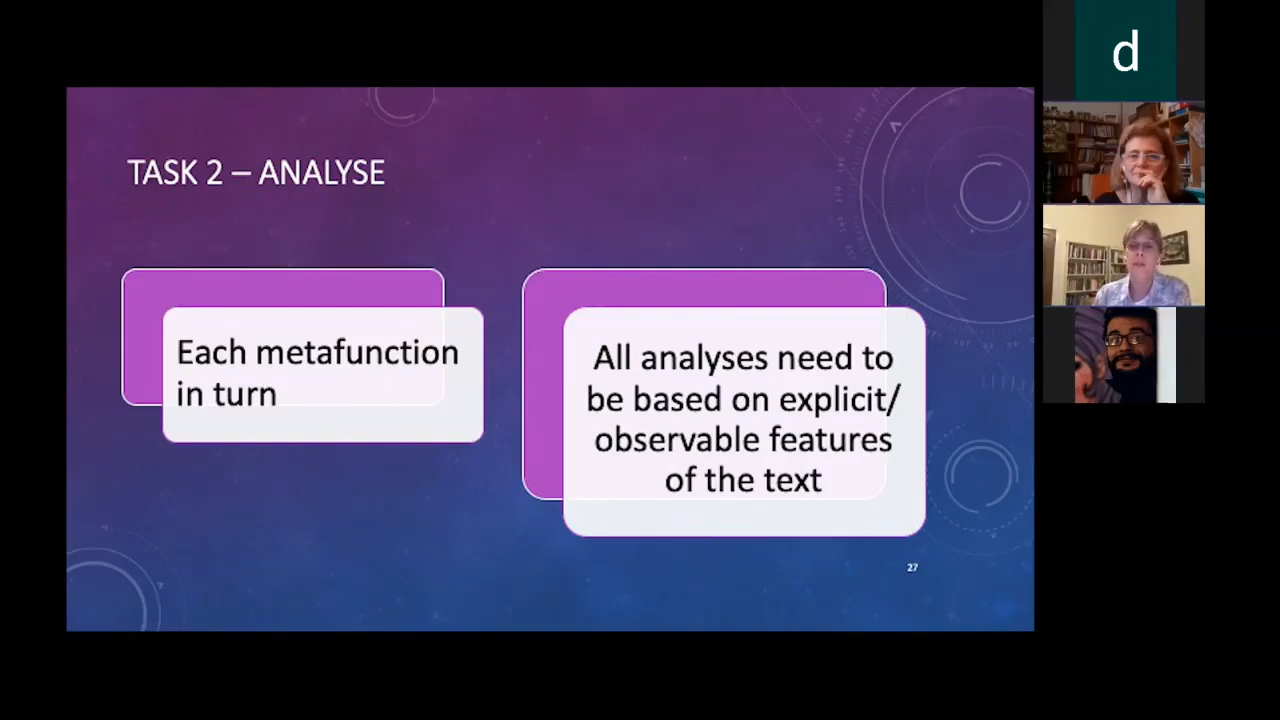 TASK 2 – ANALYSE
Each metafunction
in turn
All analyses need to
be based on explicit/
observable features
of the text
27
d